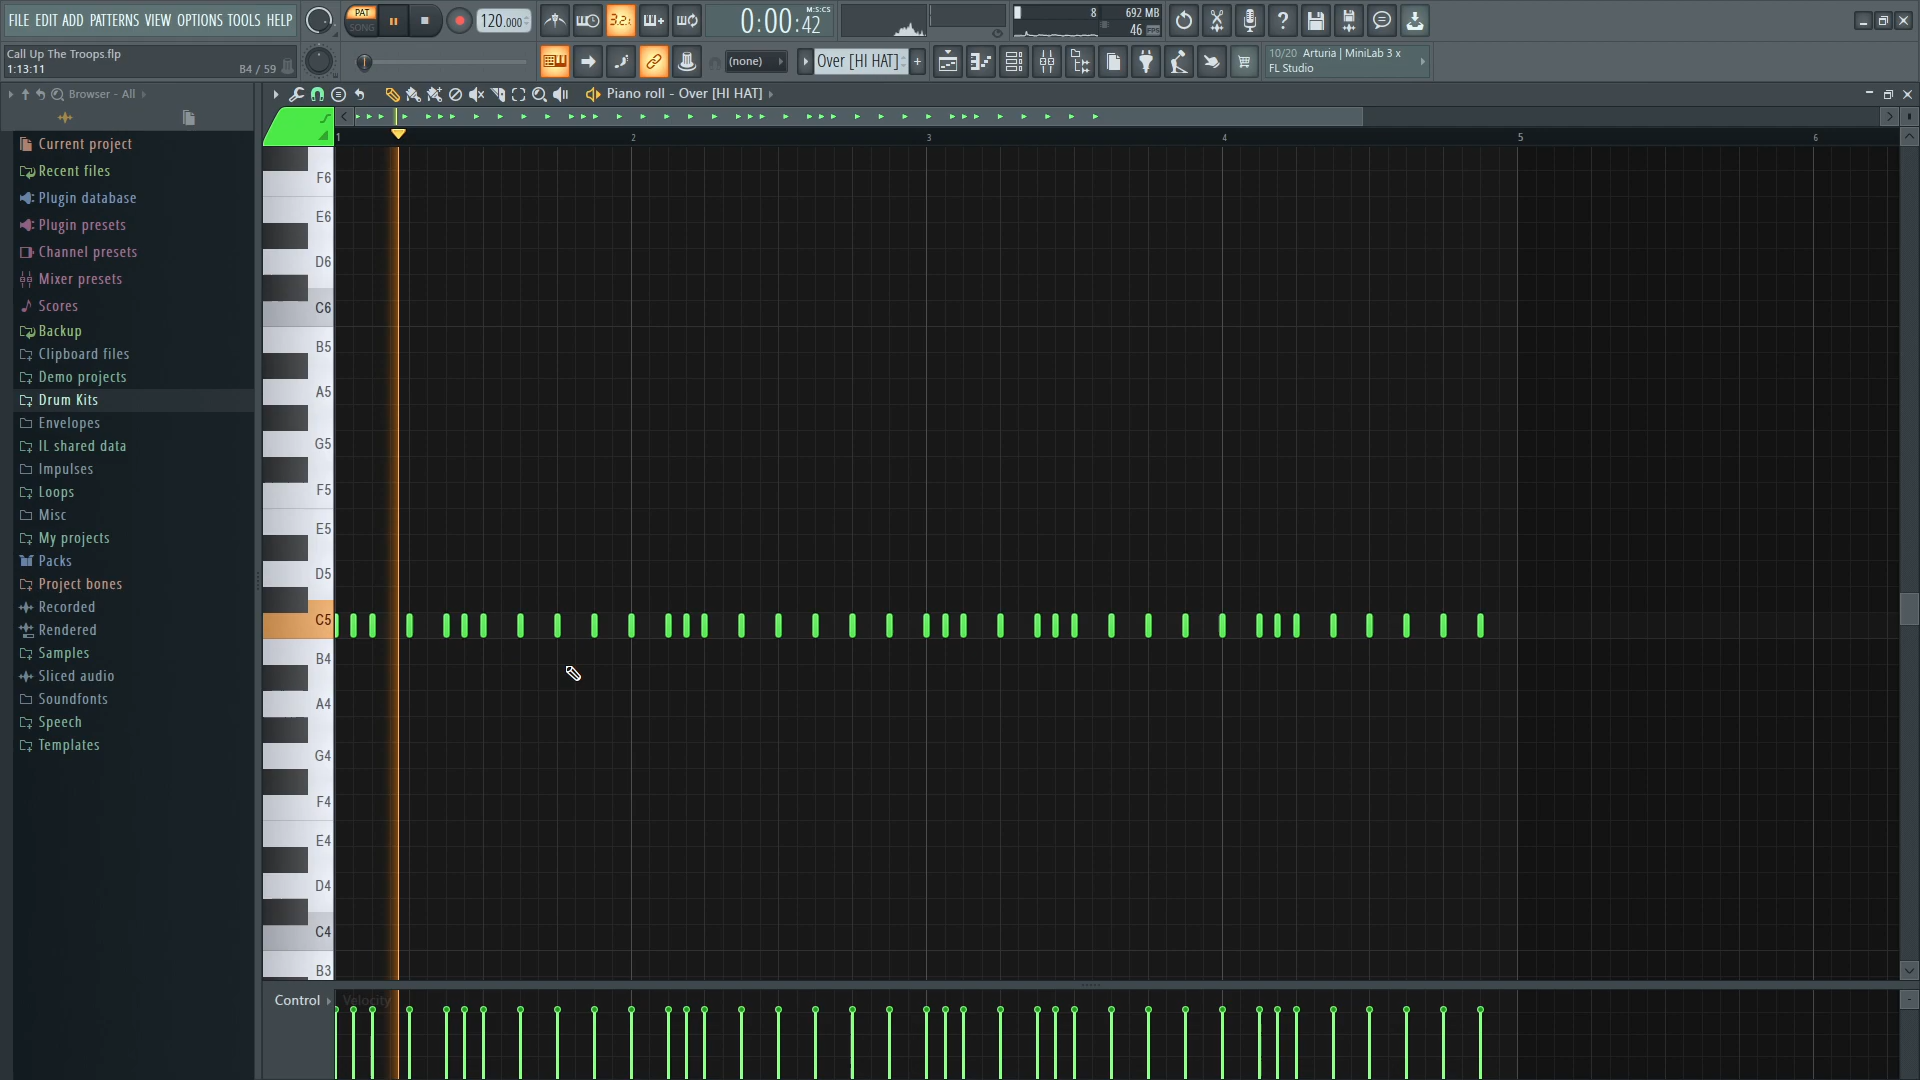 FILE EDIT ADD PATTERNS VIEW OPTIONS TOOLS HELP
PAT
SONG
120.000
3.2.
0:00:42
M:S:CS
8
692 MB
46
Call Up The Troops.flp
1:13:11
B4 / 59
(none)
Over [HI HAT]
+
10/20 Arturia | MiniLab 3 x
FL Studio
Browser - All
Piano roll - Over [HI HAT]
Current project
Recent files
Plugin database
Plugin presets
Channel presets
Mixer presets
Scores
Backup
Clipboard files
Demo projects
Drum Kits
Envelopes
IL shared data
Impulses
Loops
Misc
My projects
Packs
Project bones
Recorded
Rendered
Samples
Sliced audio
Soundfonts
Speech
Templates
1
2
3
4
5
6
F6
E6
D6
C6
B5
A5
G5
F5
E5
D5
C5
B4
A4
G4
F4
E4
D4
C4
B3
Control
Velocity